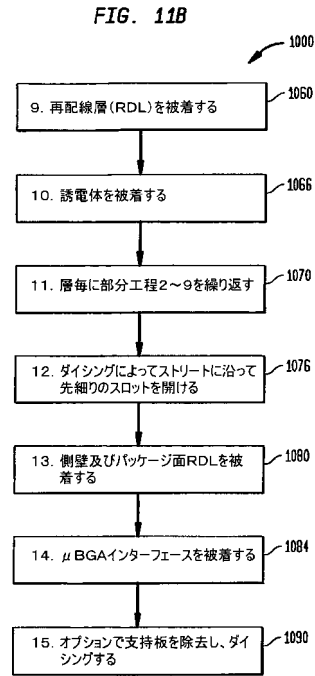 FIG. 11B
1000
9. 再配線層(RDL)を被着する
1060
10. 誘電体を被着する
1066
11. 層毎に部分工程2～9を繰り返す
1070
12. ダイシングによってストリートに沿って
先細りのスロットを開ける
1076
13. 側壁及びパッケージ面RDLを被
着する
1080
14. μBGAインターフェースを被着する
1084
15. オプションで支持板を除去し、ダイ
シングする
1090